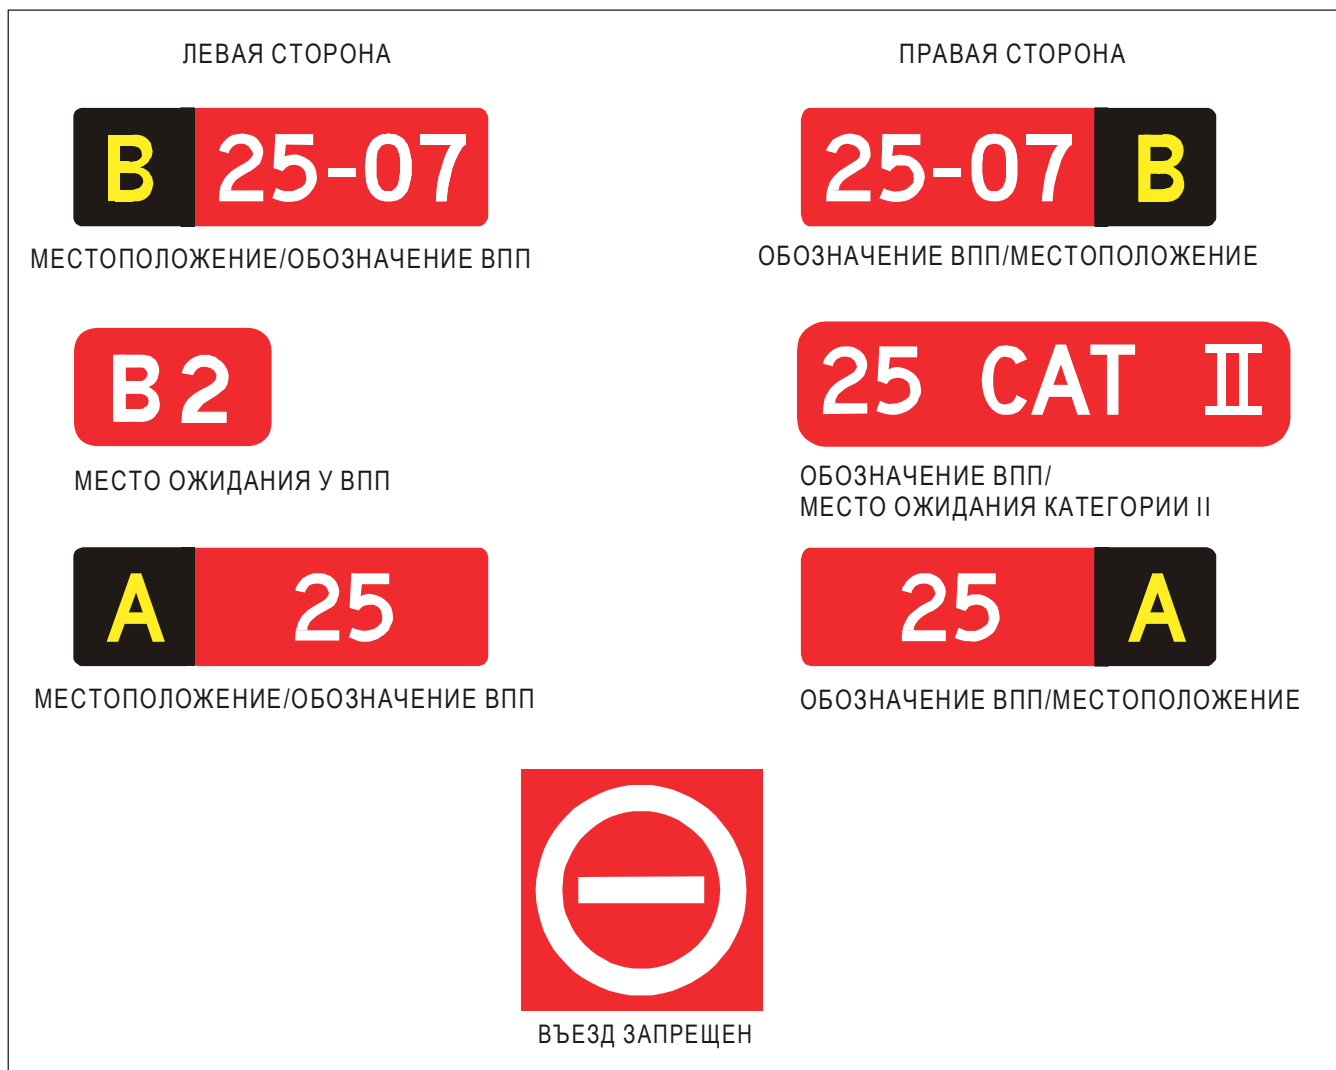 ЛЕВАЯ СТОРОНА
ПРАВАЯ СТОРОНА
B 25-07
25-07 B
МЕСТОПОЛОЖЕНИЕ/ОБОЗНАЧЕНИЕ ВПП
ОБОЗНАЧЕНИЕ ВПП/МЕСТОПОЛОЖЕНИЕ
B2
25 CAT II
МЕСТО ОЖИДАНИЯ У ВПП
ОБОЗНАЧЕНИЕ ВПП/
МЕСТО ОЖИДАНИЯ КАТЕГОРИИ II
A 25
25 A
МЕСТОПОЛОЖЕНИЕ/ОБОЗНАЧЕНИЕ ВПП
ОБОЗНАЧЕНИЕ ВПП/МЕСТОПОЛОЖЕНИЕ
ВЪЕЗД ЗАПРЕЩЕН